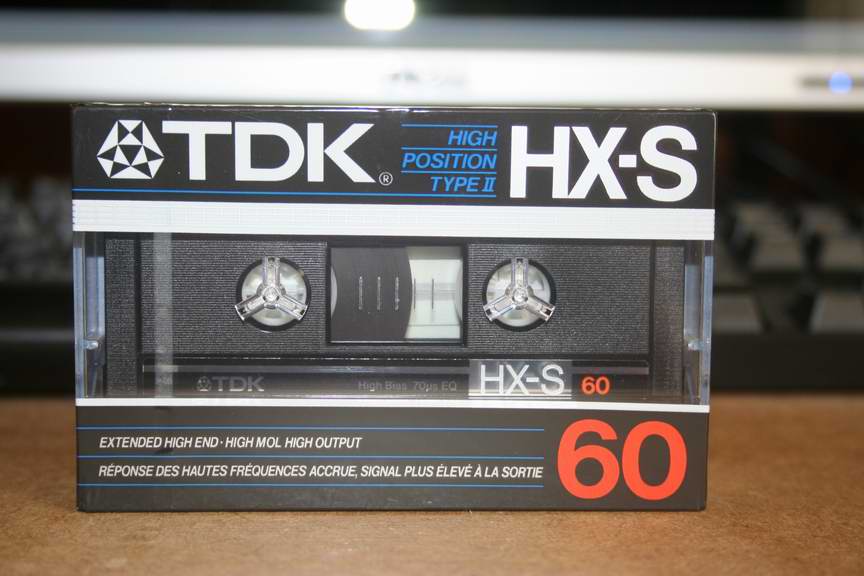 TDK®
HIGH
POSITION
TYPE II
HX-S
TDK
High Bias 70µs EQ
HX-S 60
EXTENDED HIGH END · HIGH MOL HIGH OUTPUT
RÉPONSE DES HAUTES FRÉQUENCES ACCRUE, SIGNAL PLUS ÉLEVÉ À LA SORTIE
60